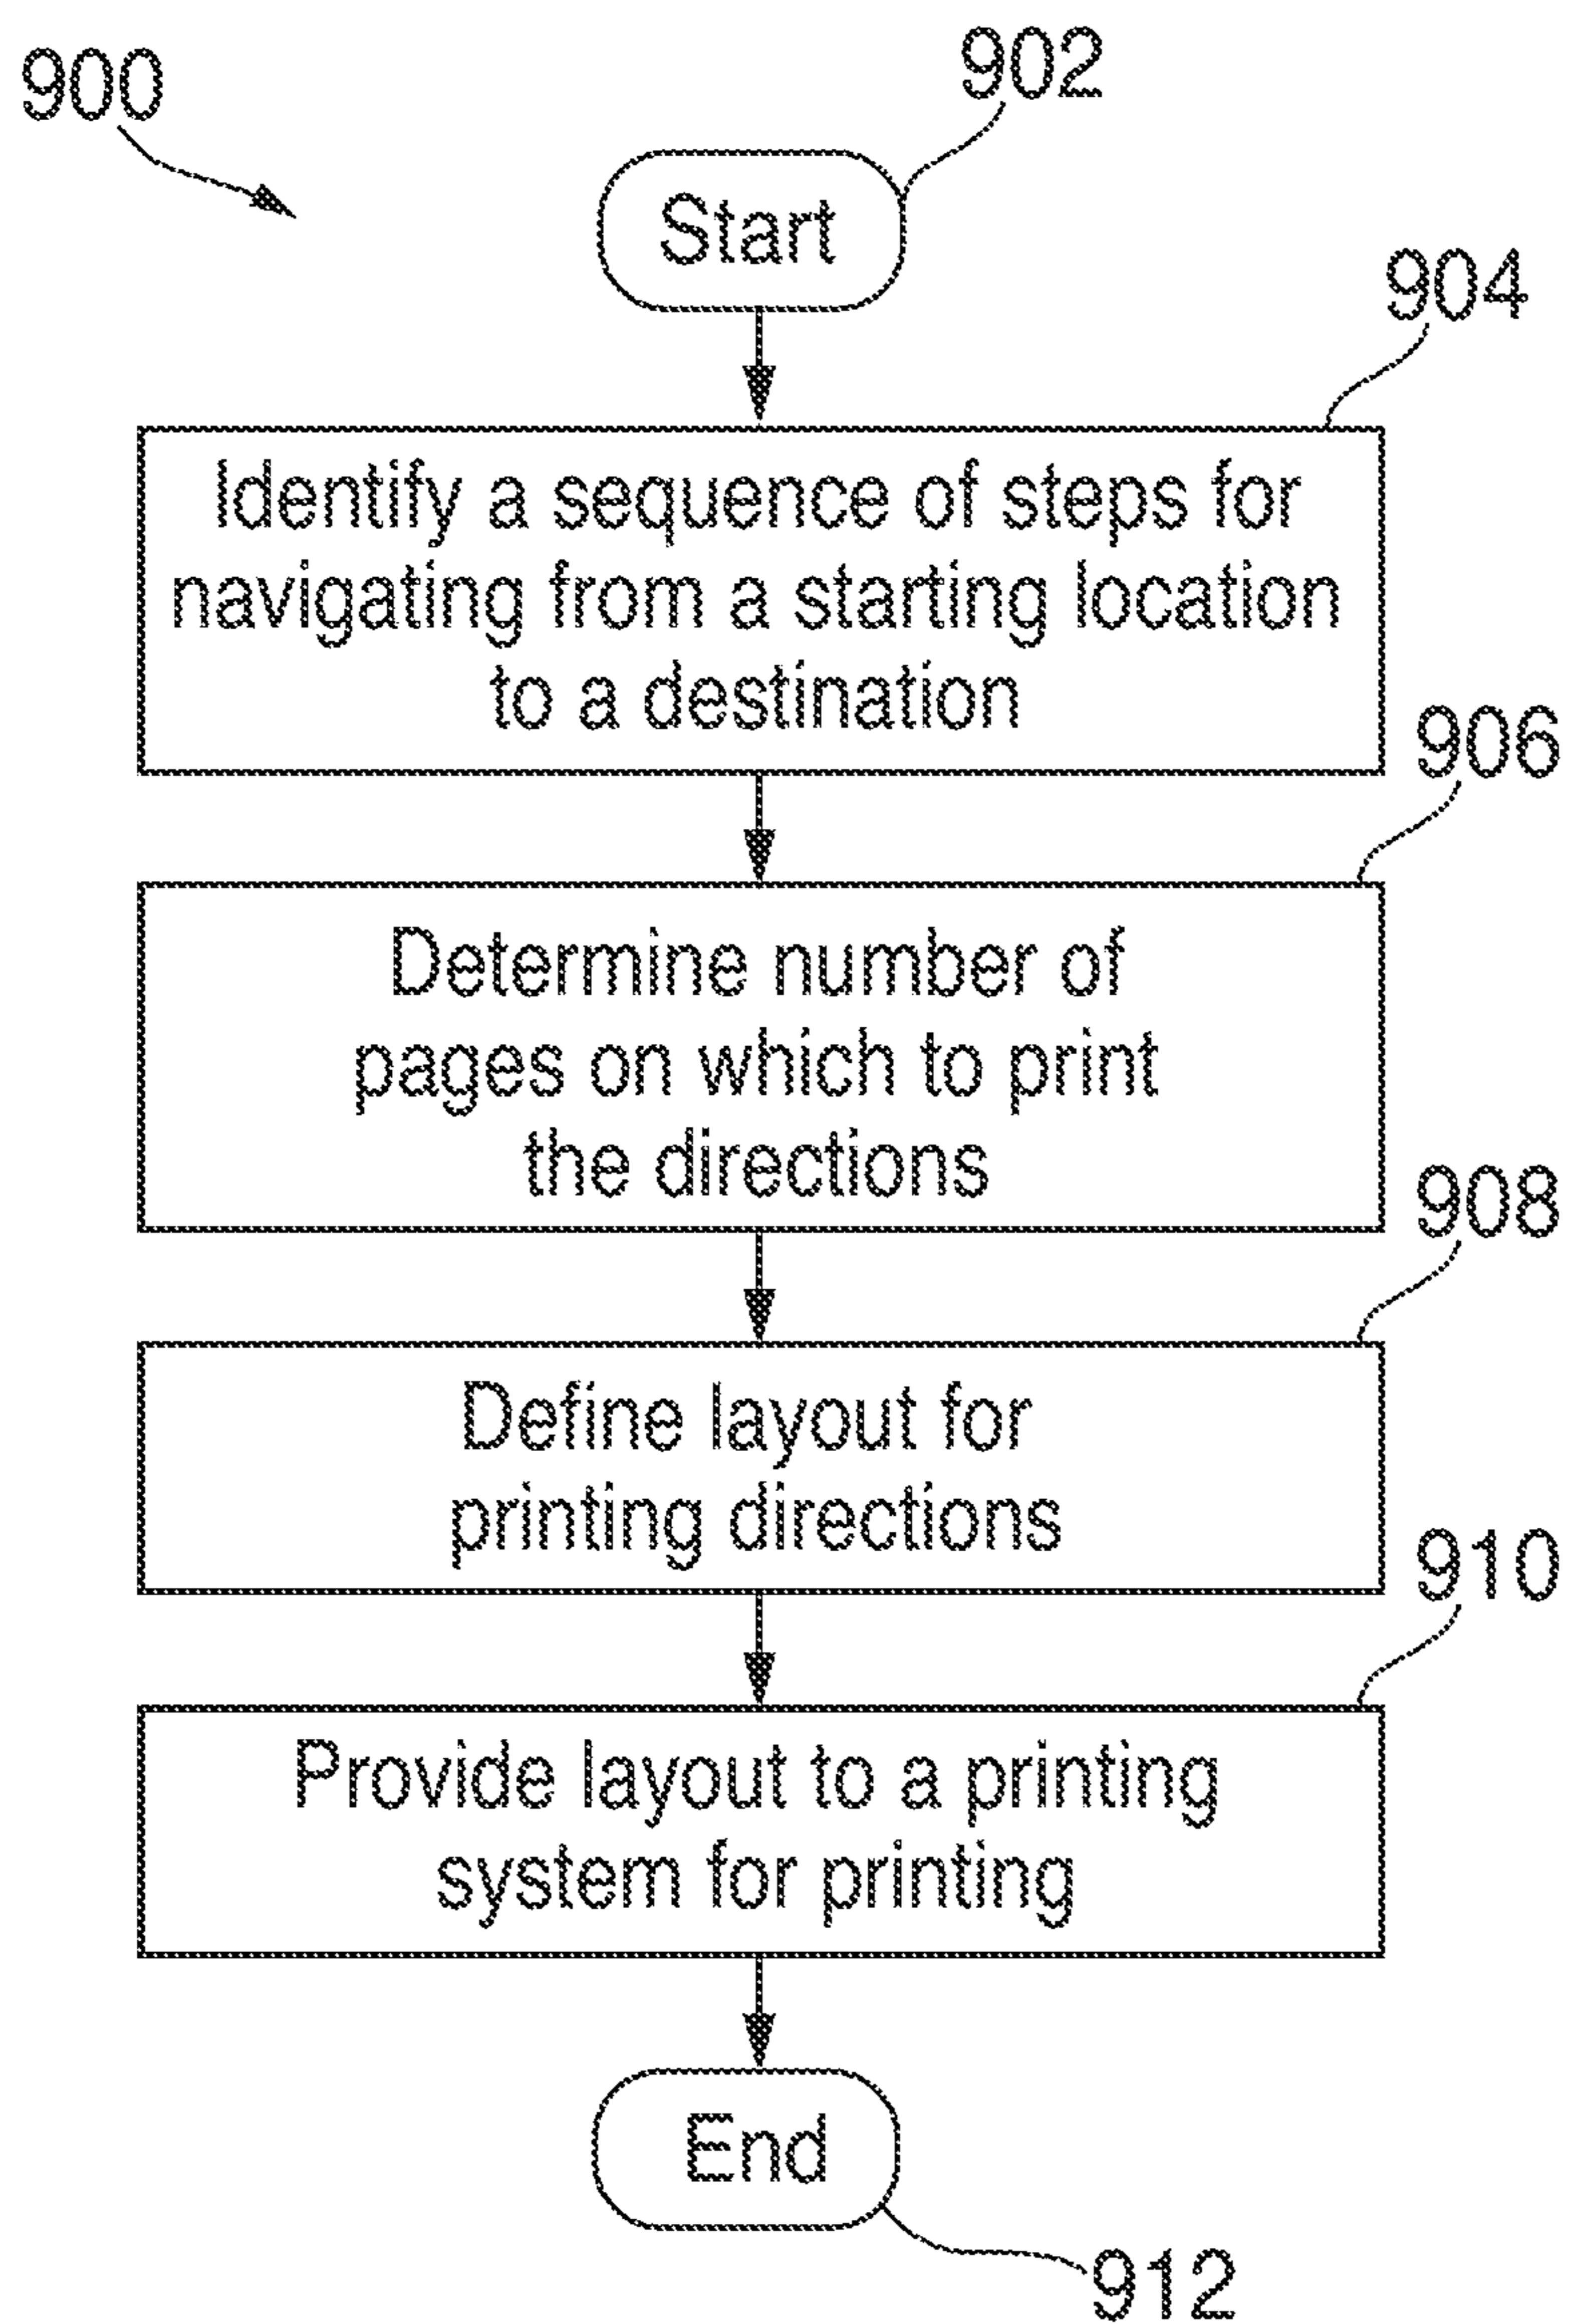 900
902
Start
904
Identify a sequence of steps for
navigating from a starting location
to a destination
906
Determine number of
pages on which to print
the directions
908
Define layout for
printing directions
910
Provide layout to a printing
system for printing
End
912